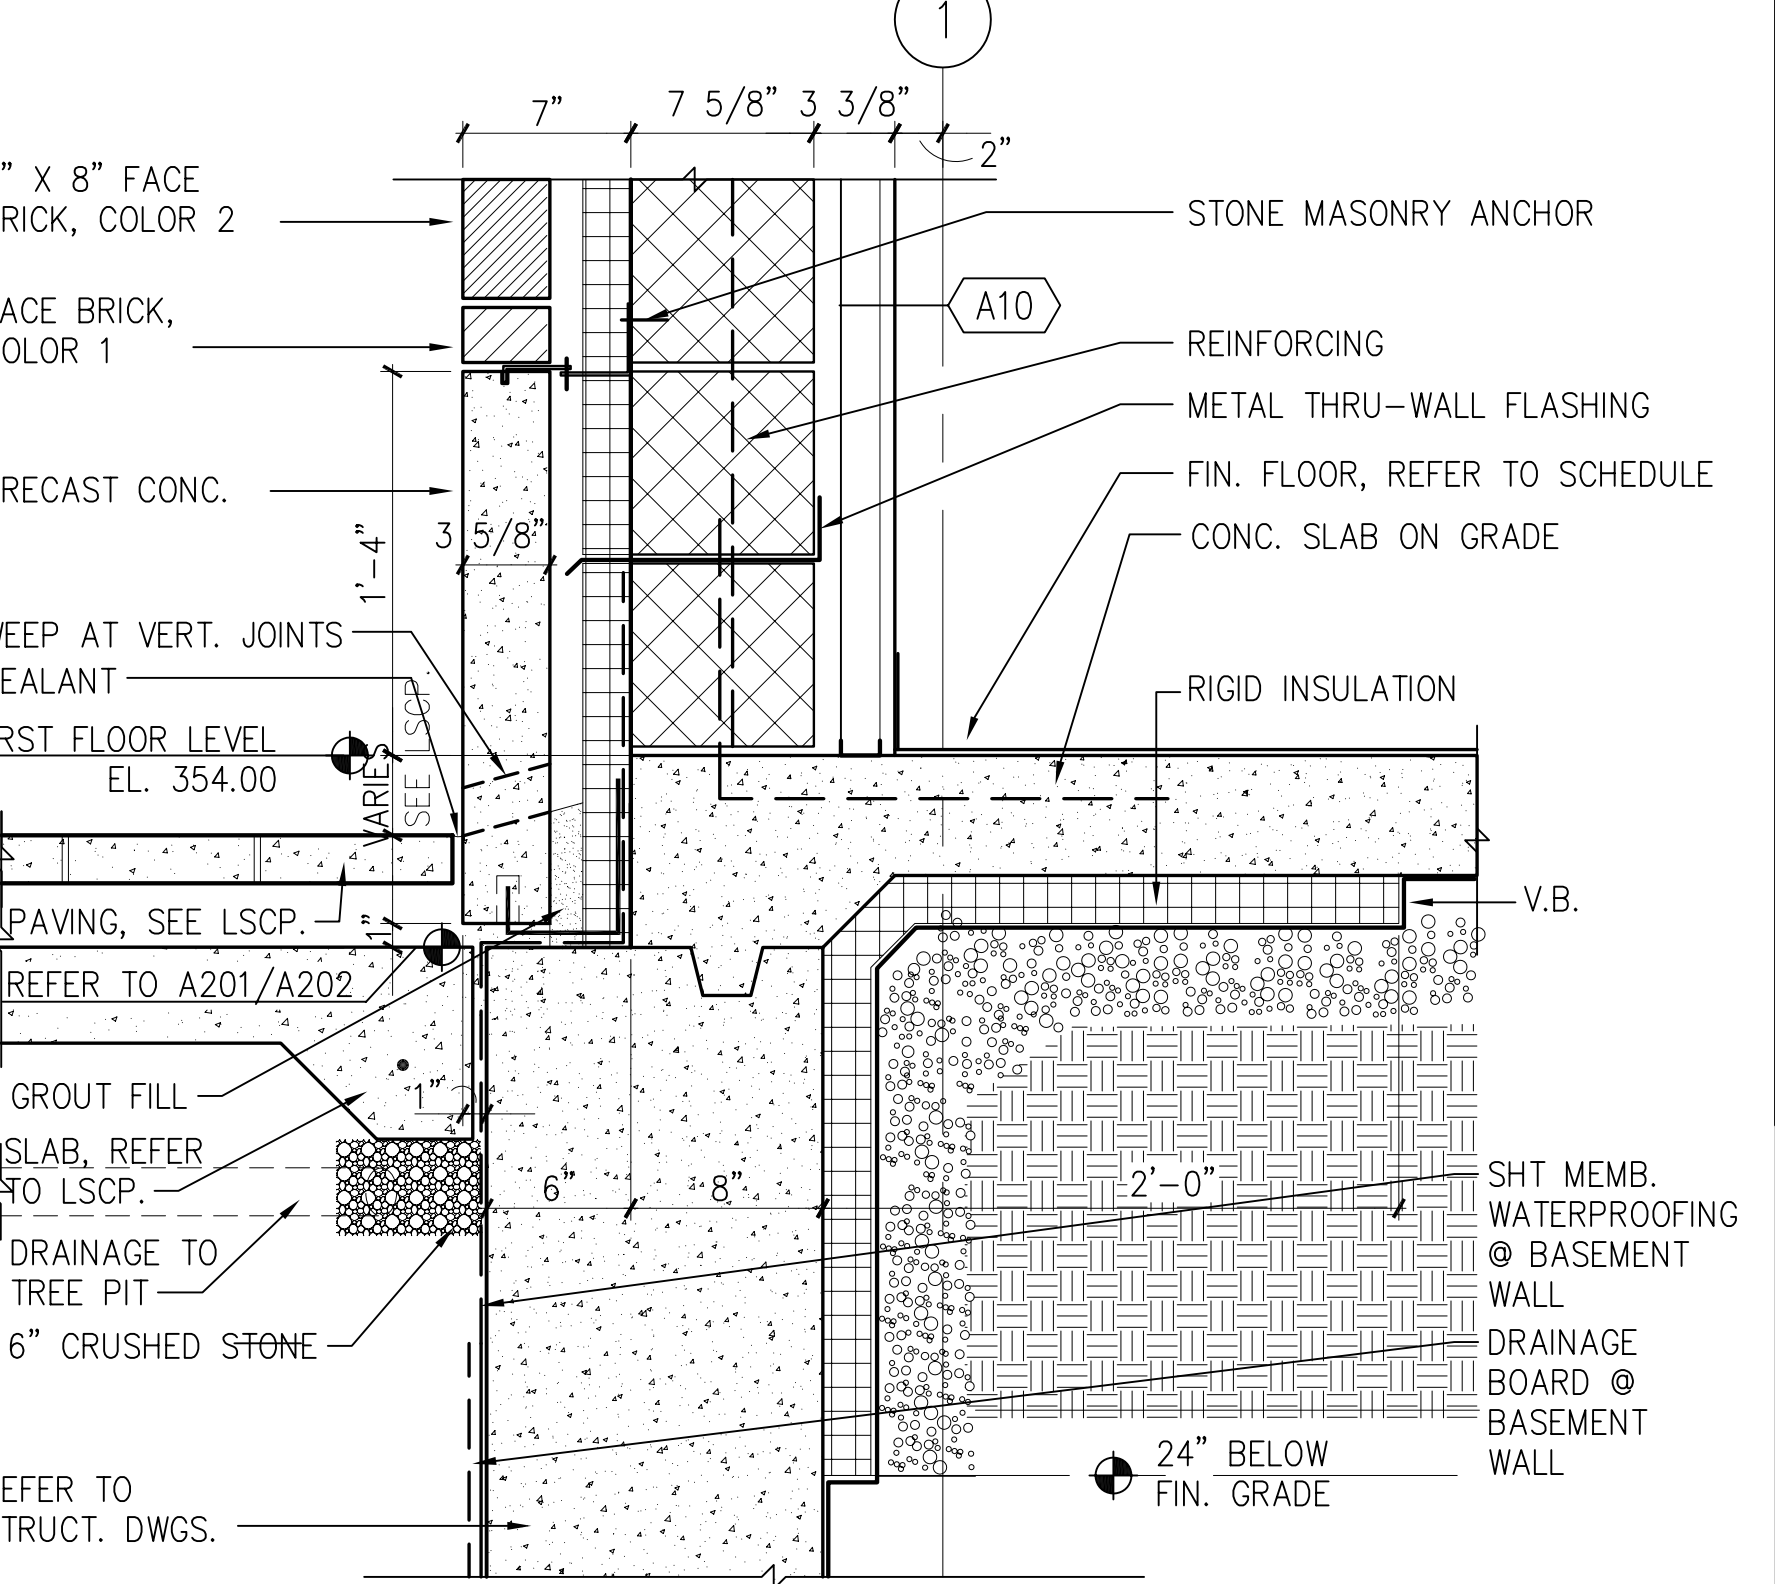 1
7"
7 5/8"
3 3/8"
2"
" X 8" FACE
RICK, COLOR 2
ACE BRICK,
OLOR 1
RECAST CONC.
3 5/8"
1'-4"
WEEP AT VERT. JOINTS
EALANT
SEE LSCP.
VARIES
RST FLOOR LEVEL
EL. 354.00
PAVING, SEE LSCP.
1"
REFER TO A201/A202
GROUT FILL
1"
SLAB, REFER
TO LSCP.
DRAINAGE TO
TREE PIT
6" CRUSHED STONE
EFER TO
TRUCT. DWGS.
6"
8"
2'-0"
STONE MASONRY ANCHOR
A10
REINFORCING
METAL THRU-WALL FLASHING
FIN. FLOOR, REFER TO SCHEDULE
CONC. SLAB ON GRADE
RIGID INSULATION
V.B.
SHT MEMB.
WATERPROOFING
@ BASEMENT
WALL
DRAINAGE
BOARD @
BASEMENT
WALL
24" BELOW
FIN. GRADE